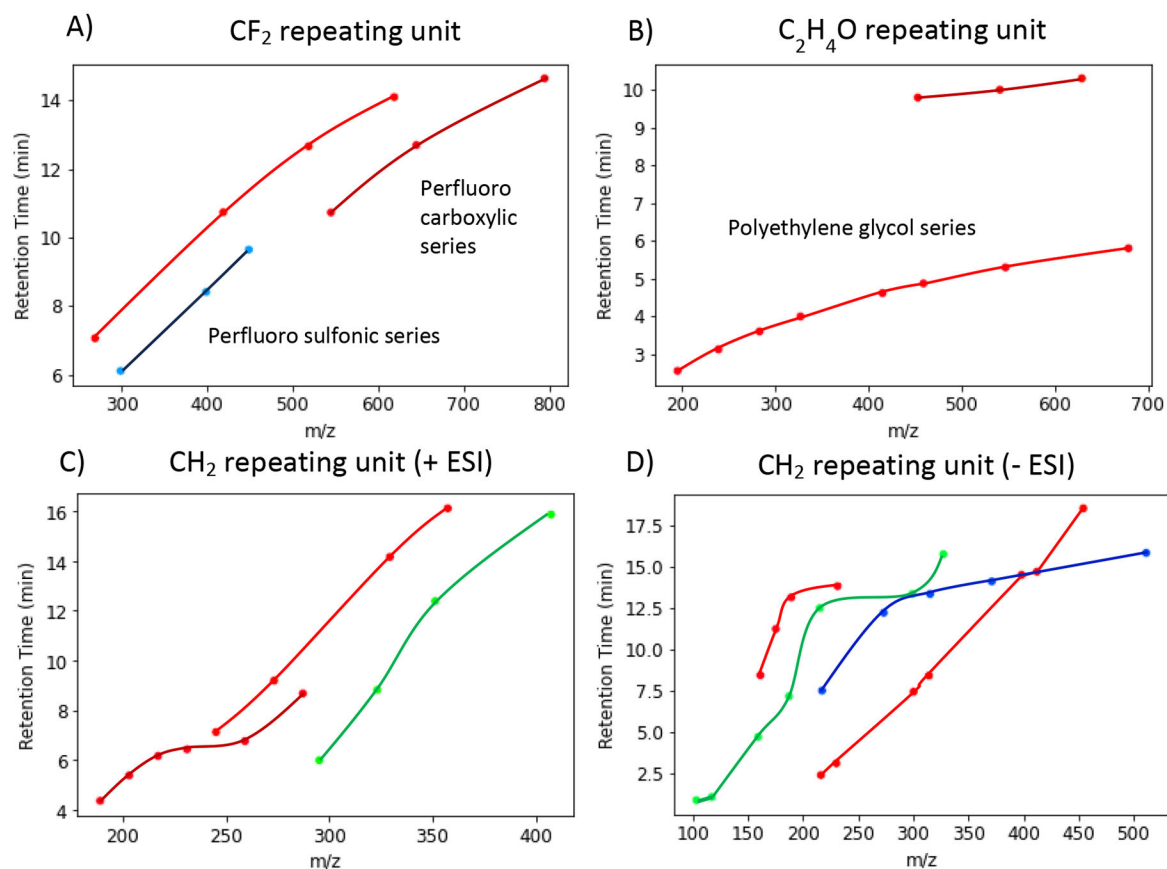 A)
CF₂ repeating unit
14
12
10
8
6
Retention Time (min)
300
400
500
600
700
800
m/z
Perfluoro
carboxylic
series
Perfluoro sulfonic series
B)
C₂H₄O repeating unit
10
9
8
7
6
5
4
3
Retention Time (min)
200
300
400
500
600
700
m/z
Polyethylene glycol series
C)
CH₂ repeating unit (+ ESI)
16
14
12
10
8
6
4
Retention Time (min)
200
250
300
350
400
m/z
D)
CH₂ repeating unit (- ESI)
17.5
15.0
12.5
10.0
7.5
5.0
2.5
Retention Time (min)
100
150
200
250
300
350
400
450
500
m/z